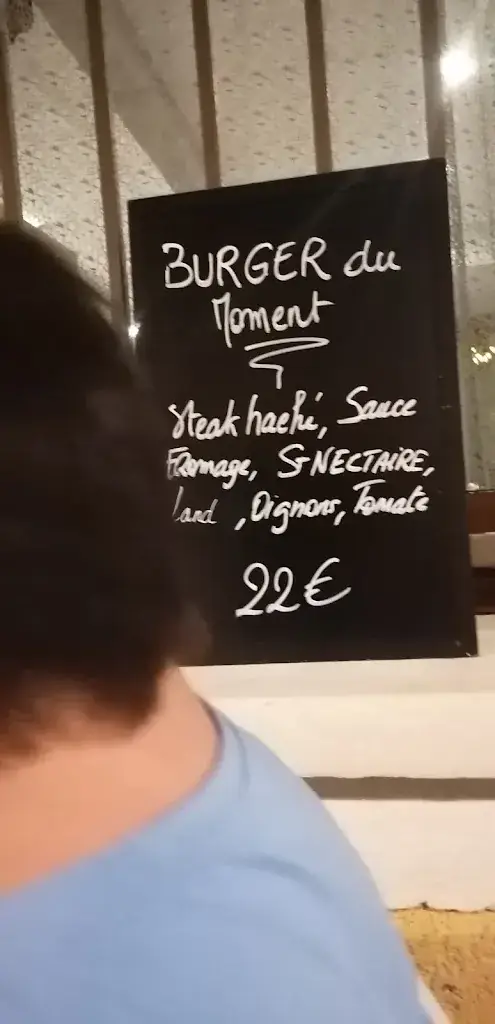 BURGER du
Moment
Steak haché, Sauce
Fromage, St NECTAIRE,
Lard, Oignons, Tomate
22€